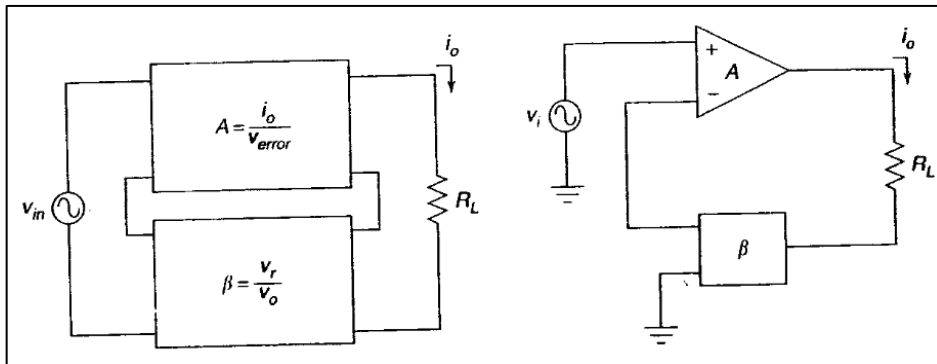 i_o
A = i_o / v_error
v_in
R_L
β = v_r / v_o
i_o
+
A
−
v_i
R_L
β